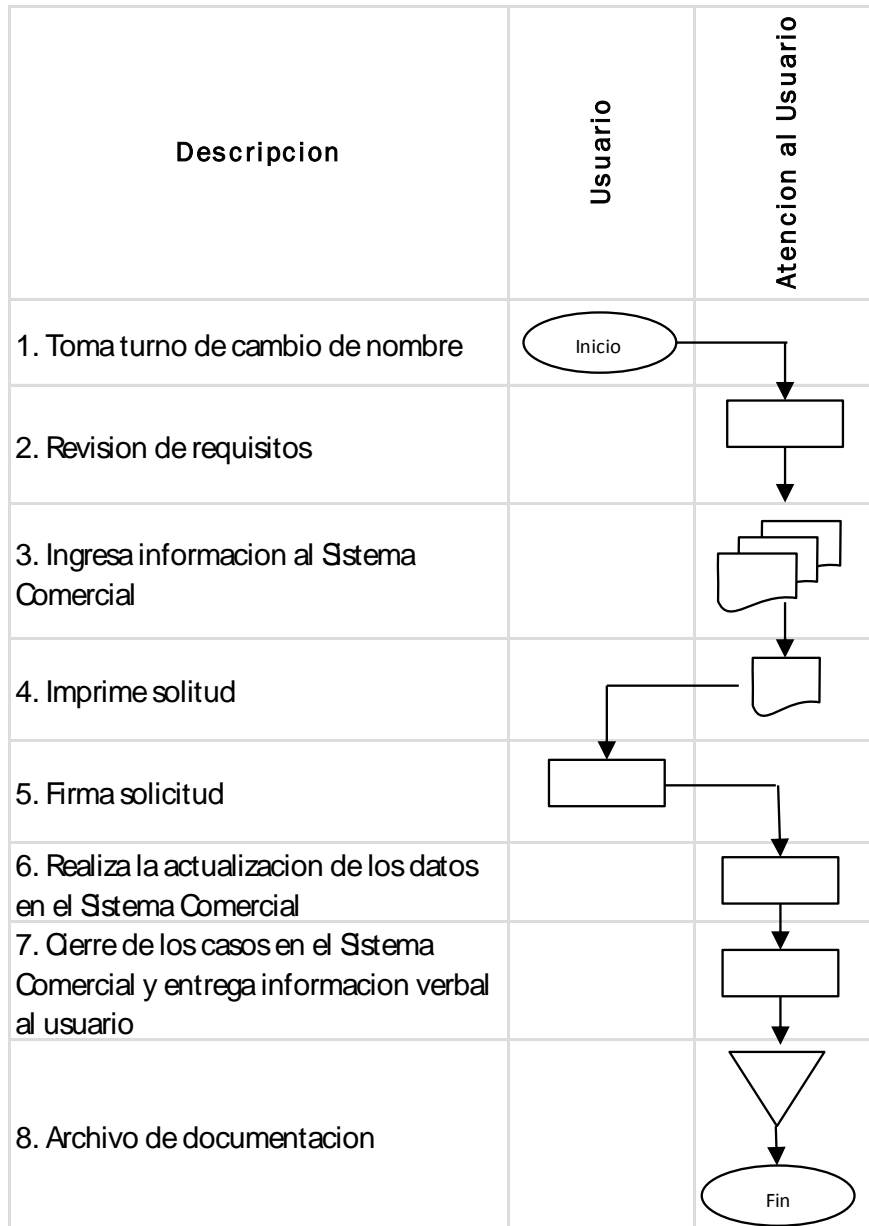 Descripcion
Usuario
Atencion al Usuario
1. Toma turno de cambio de nombre
Inicio
2. Revision de requisitos
3. Ingresa informacion al Sistema
Comercial
4. Imprime solitud
5. Firma solicitud
6. Realiza la actualizacion de los datos
en el Sistema Comercial
7. Cierre de los casos en el Sistema
Comercial y entrega informacion verbal
al usuario
8. Archivo de documentacion
Fin